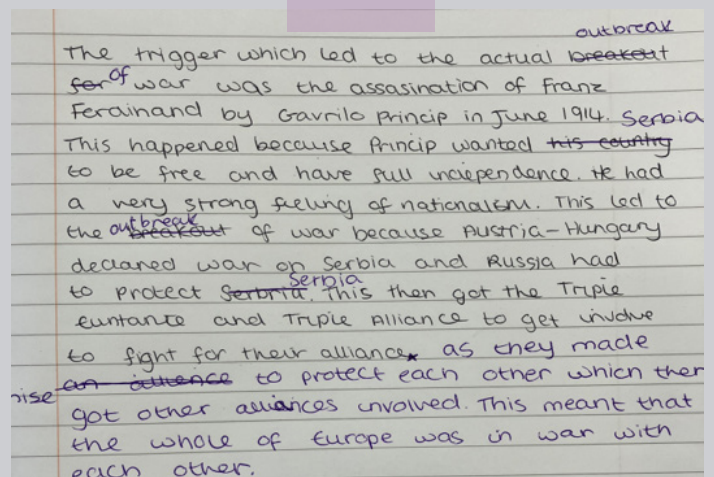 outbreak
The trigger which led to the actual breakout
for of war was the assasination of Franz
Ferdinand by Gavrilo Princip in June 1914. Serbia
This happened because Princip wanted his country
to be free and have full independence. He had
a very strong feeling of nationalism. This led to
the outbreak breakout of war because Austria-Hungary
declared war on Serbia and Russia had
Serbia
to protect Serbria. This then got the Triple
Euntante and Triple Alliance to get involve
to fight for their alliance as they made
an attence to protect each other which then
got other alliances involved. This meant that
the whole of Europe was in war with
each other.